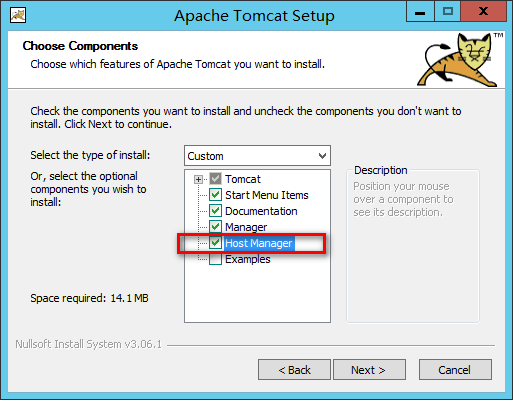 Apache Tomcat Setup
Choose Components
Choose which features of Apache Tomcat you want to install.
TM
Check the components you want to install and uncheck the components you don't want to
install. Click Next to continue.
Select the type of install:
Custom
Or, select the optional
components you wish to
install:
Tomcat
Start Menu Items
Documentation
Manager
Host Manager
Examples
Description
Position your mouse
over a component to
see its description.
Space required: 14.1 MB
Nullsoft Install System v3.06.1
< Back
Next >
Cancel